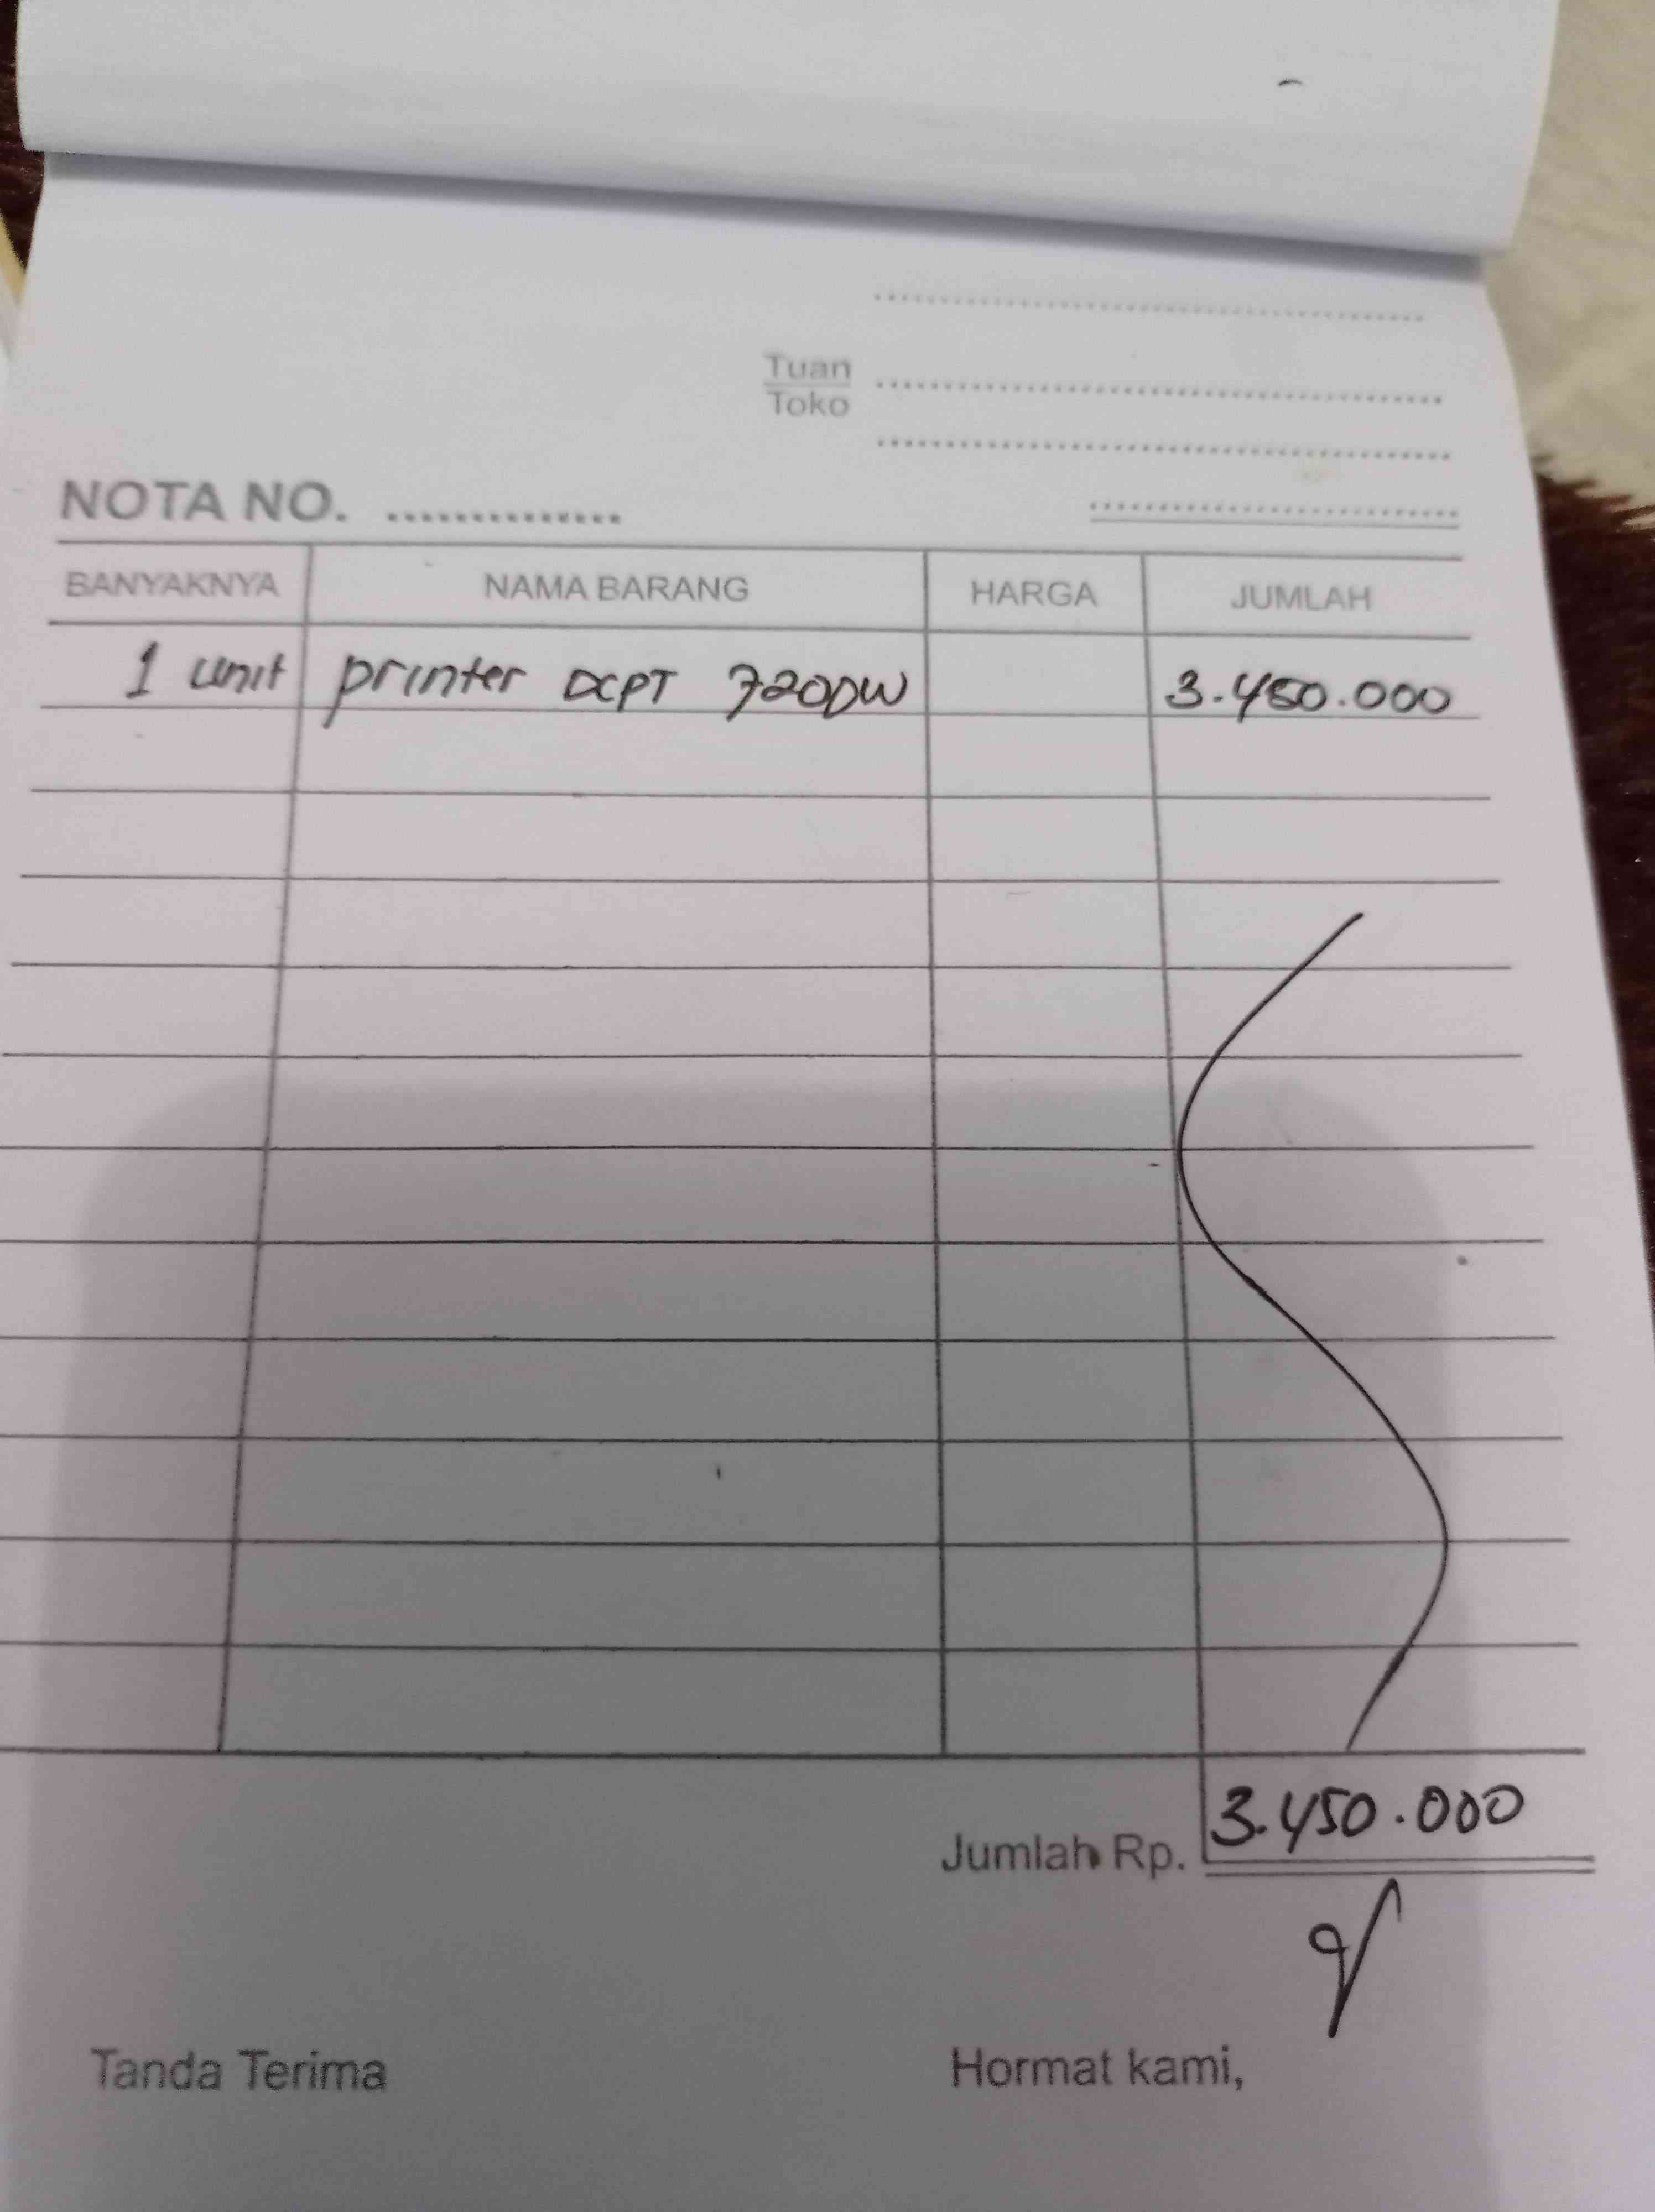 Tuan
Toko
NOTA NO. ..............
BANYAKNYA NAMA BARANG HARGA JUMLAH
1 unit printer DCPT 720DW 3.450.000
Jumlah Rp. 3.450.000
Tanda Terima Hormat kami,